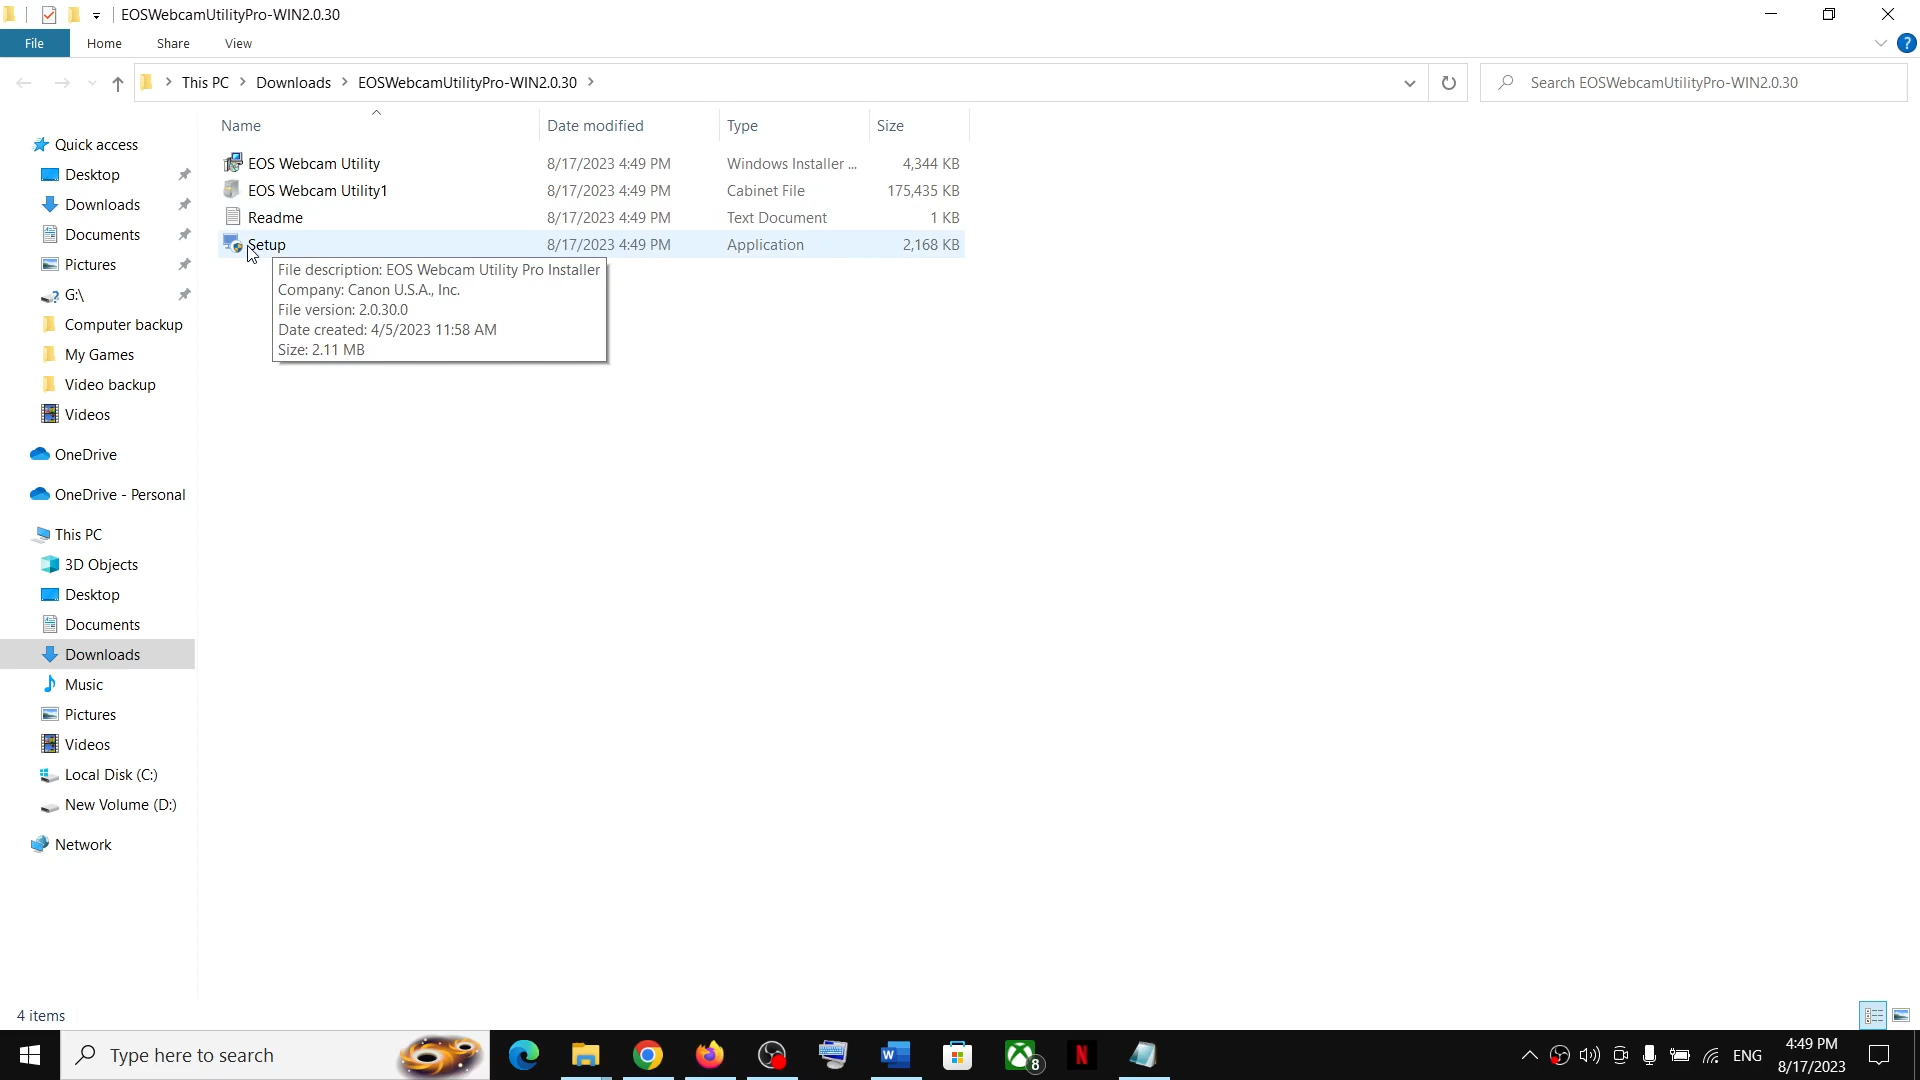 EOSWebcamUtilityPro-WIN2.0.30
File Home Share View
This PC Downloads EOSWebcamUtilityPro-WIN2.0.30
Search EOSWebcamUtilityPro-WIN2.0.30
Name Date modified Type Size
EOS Webcam Utility 8/17/2023 4:49 PM Windows Installer ... 4,344 KB
EOS Webcam Utility1 8/17/2023 4:49 PM Cabinet File 175,435 KB
Readme 8/17/2023 4:49 PM Text Document 1 KB
Setup 8/17/2023 4:49 PM Application 2,168 KB
File description: EOS Webcam Utility Pro Installer
Company: Canon U.S.A., Inc.
File version: 2.0.30.0
Date created: 4/5/2023 11:58 AM
Size: 2.11 MB
Quick access
Desktop
Downloads
Documents
Pictures
G:\
Computer backup
My Games
Video backup
Videos
OneDrive
OneDrive - Personal
This PC
3D Objects
Desktop
Documents
Downloads
Music
Pictures
Videos
Local Disk (C:)
New Volume (D:)
Network
4 items
Type here to search
W
8
N
ENG
4:49 PM
8/17/2023